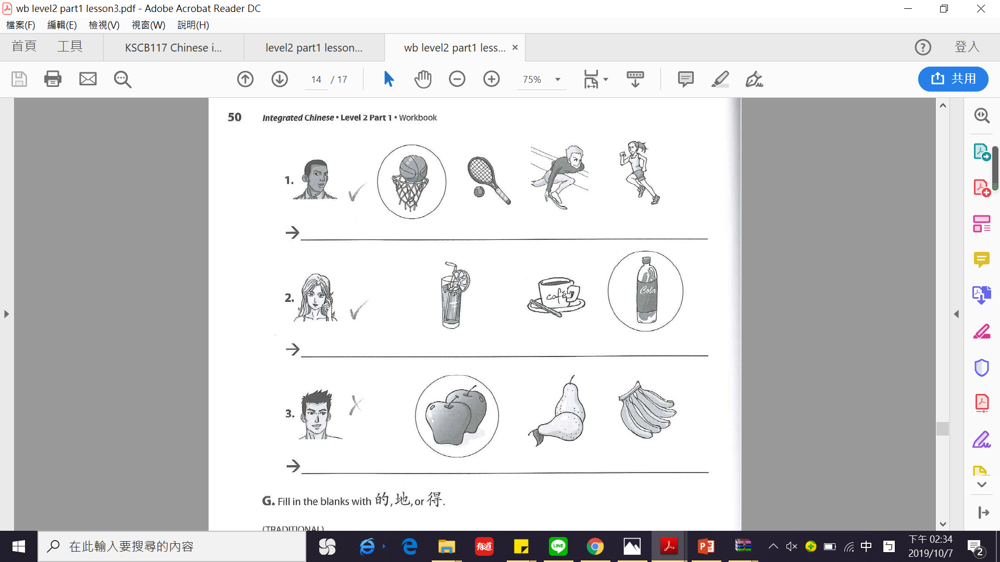 wb level2 part1 lesson3.pdf - Adobe Acrobat Reader DC
檔案(F) 編輯(E) 檢視(V) 視窗(W) 說明(H)
首頁 工具 KSCB117 Chinese i... level2 part1 lesson... wb level2 part1 less... × 登入
14 / 17 75% 共用
50 Integrated Chinese • Level 2 Part 1 • Workbook
1.
2.
café
Cola
3.
G. Fill in the blanks with 的, 地, or 得.
(TRADITIONAL)
在此輸入要搜尋的內容
有道
LINE
中
ㄅ
下午 02:34
2019/10/7
2